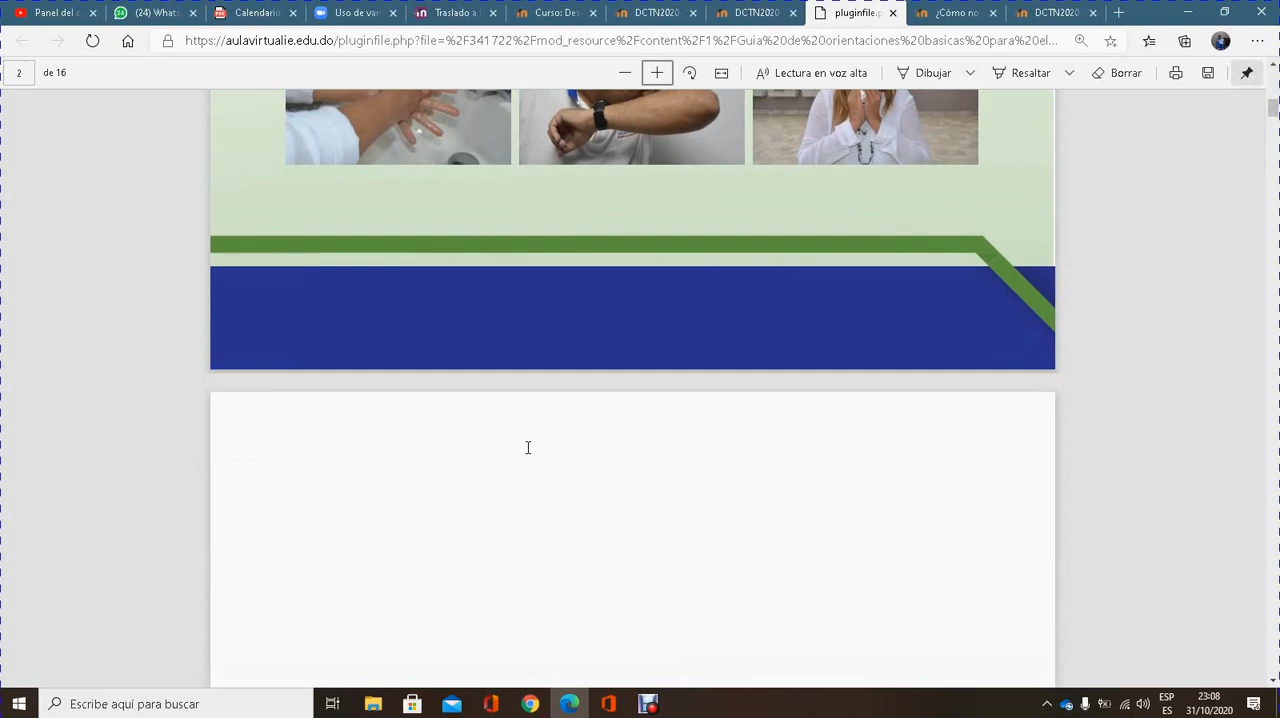 Panel del c
(24) Whats
Calendario
Uso de vari
Traslado a
Curso: Des
DCTN2020-
DCTN2020
pluginfile.p
¿Cómo no
DCTN2020
https://aulavirtualie.edu.do/pluginfile.php?file=%2F341722%2Fmod_resource%2Fcontent%2F1%2FGuia%20de%20orientaciones%20basicas%20para%20el...
2 de 16
Lectura en voz alta
Dibujar
Resaltar
Borrar
Escribe aquí para buscar
ESP
ES
23:08
31/10/2020